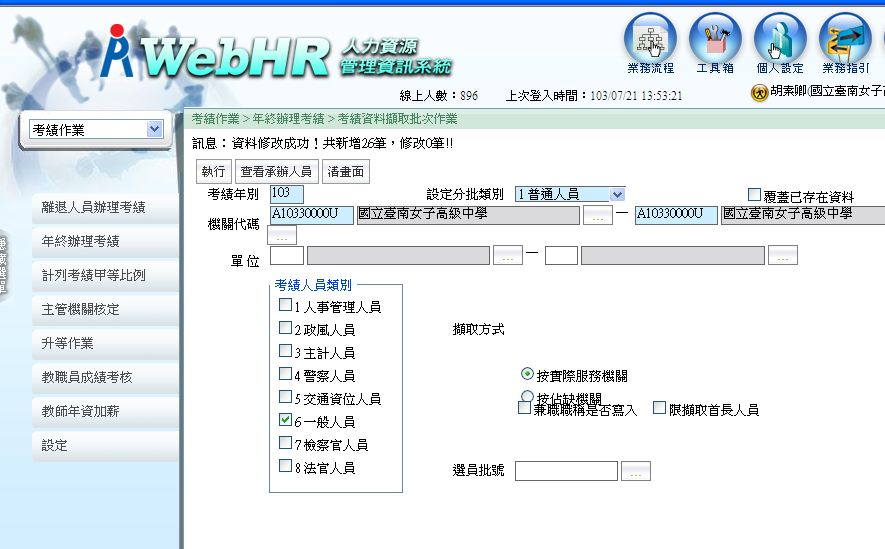 WebHR 人力資源
管理資訊系統
業務流程 工具箱 個人設定 業務指引
線上人數：896 上次登入時間：103/07/21 13:53:21 胡素卿(國立臺南女子
考績作業
考績作業 > 年終辦理考績 > 考績資料擷取批次作業
訊息：資料修改成功！共新增26筆，修改0筆!!
執行 查看承辦人員 清畫面
考績年別 103 設定分批類別 1 普通人員 覆蓋已存在資料
機關代碼 A10330000U 國立臺南女子高級中學 ... 一 A10330000U 國立臺南女子高級中學
...
單位 ... 一 ...
離退人員辦理考績
年終辦理考績
計列考績甲等比例
主管機關核定
升等作業
教職員成績考核
教師年資加薪
設定
考績人員類別
1 人事管理人員
2 政風人員
3 主計人員
4 警察人員
5 交通資位人員
6 一般人員
7 檢察官人員
8 法官人員
擷取方式
按實際服務機關
按佔缺機關
兼職職稱是否寫入 限擷取首長人員
選員批號 ...